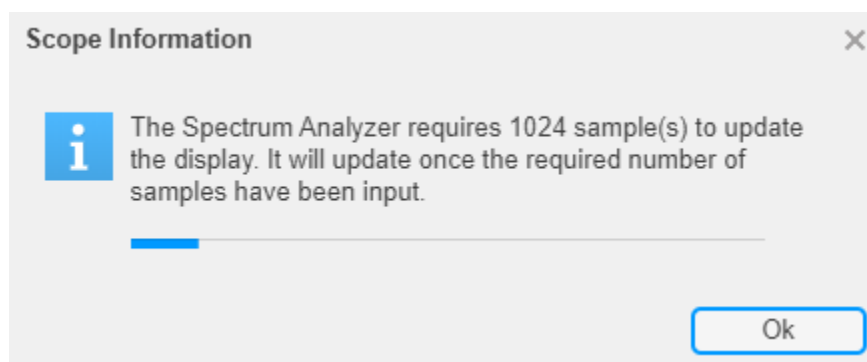 Scope Information
The Spectrum Analyzer requires 1024 sample(s) to update
the display. It will update once the required number of
samples have been input.
Ok